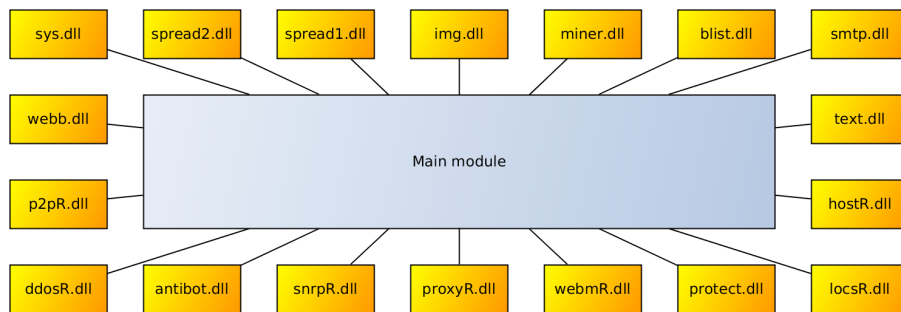 sys.dll
spread2.dll
spread1.dll
img.dll
miner.dll
blist.dll
smtp.dll
webb.dll
text.dll
Main module
p2pR.dll
hostR.dll
ddosR.dll
antibot.dll
snrpR.dll
proxyR.dll
webmR.dll
protect.dll
locsR.dll